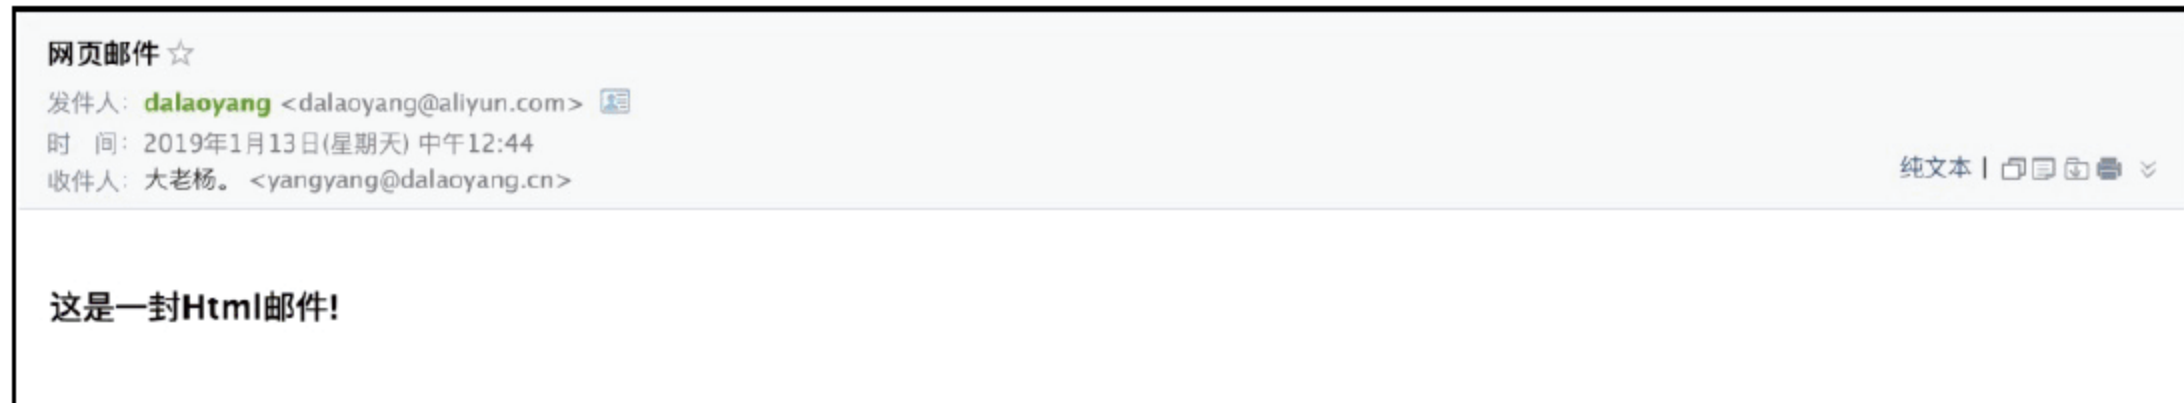 网页邮件
发件人：dalaoyang <dalaoyang@aliyun.com>
时 间：2019年1月13日(星期天) 中午12:44
收件人：大老杨。 <yangyang@dalaoyang.cn>
纯文本 |
这是一封Html邮件!